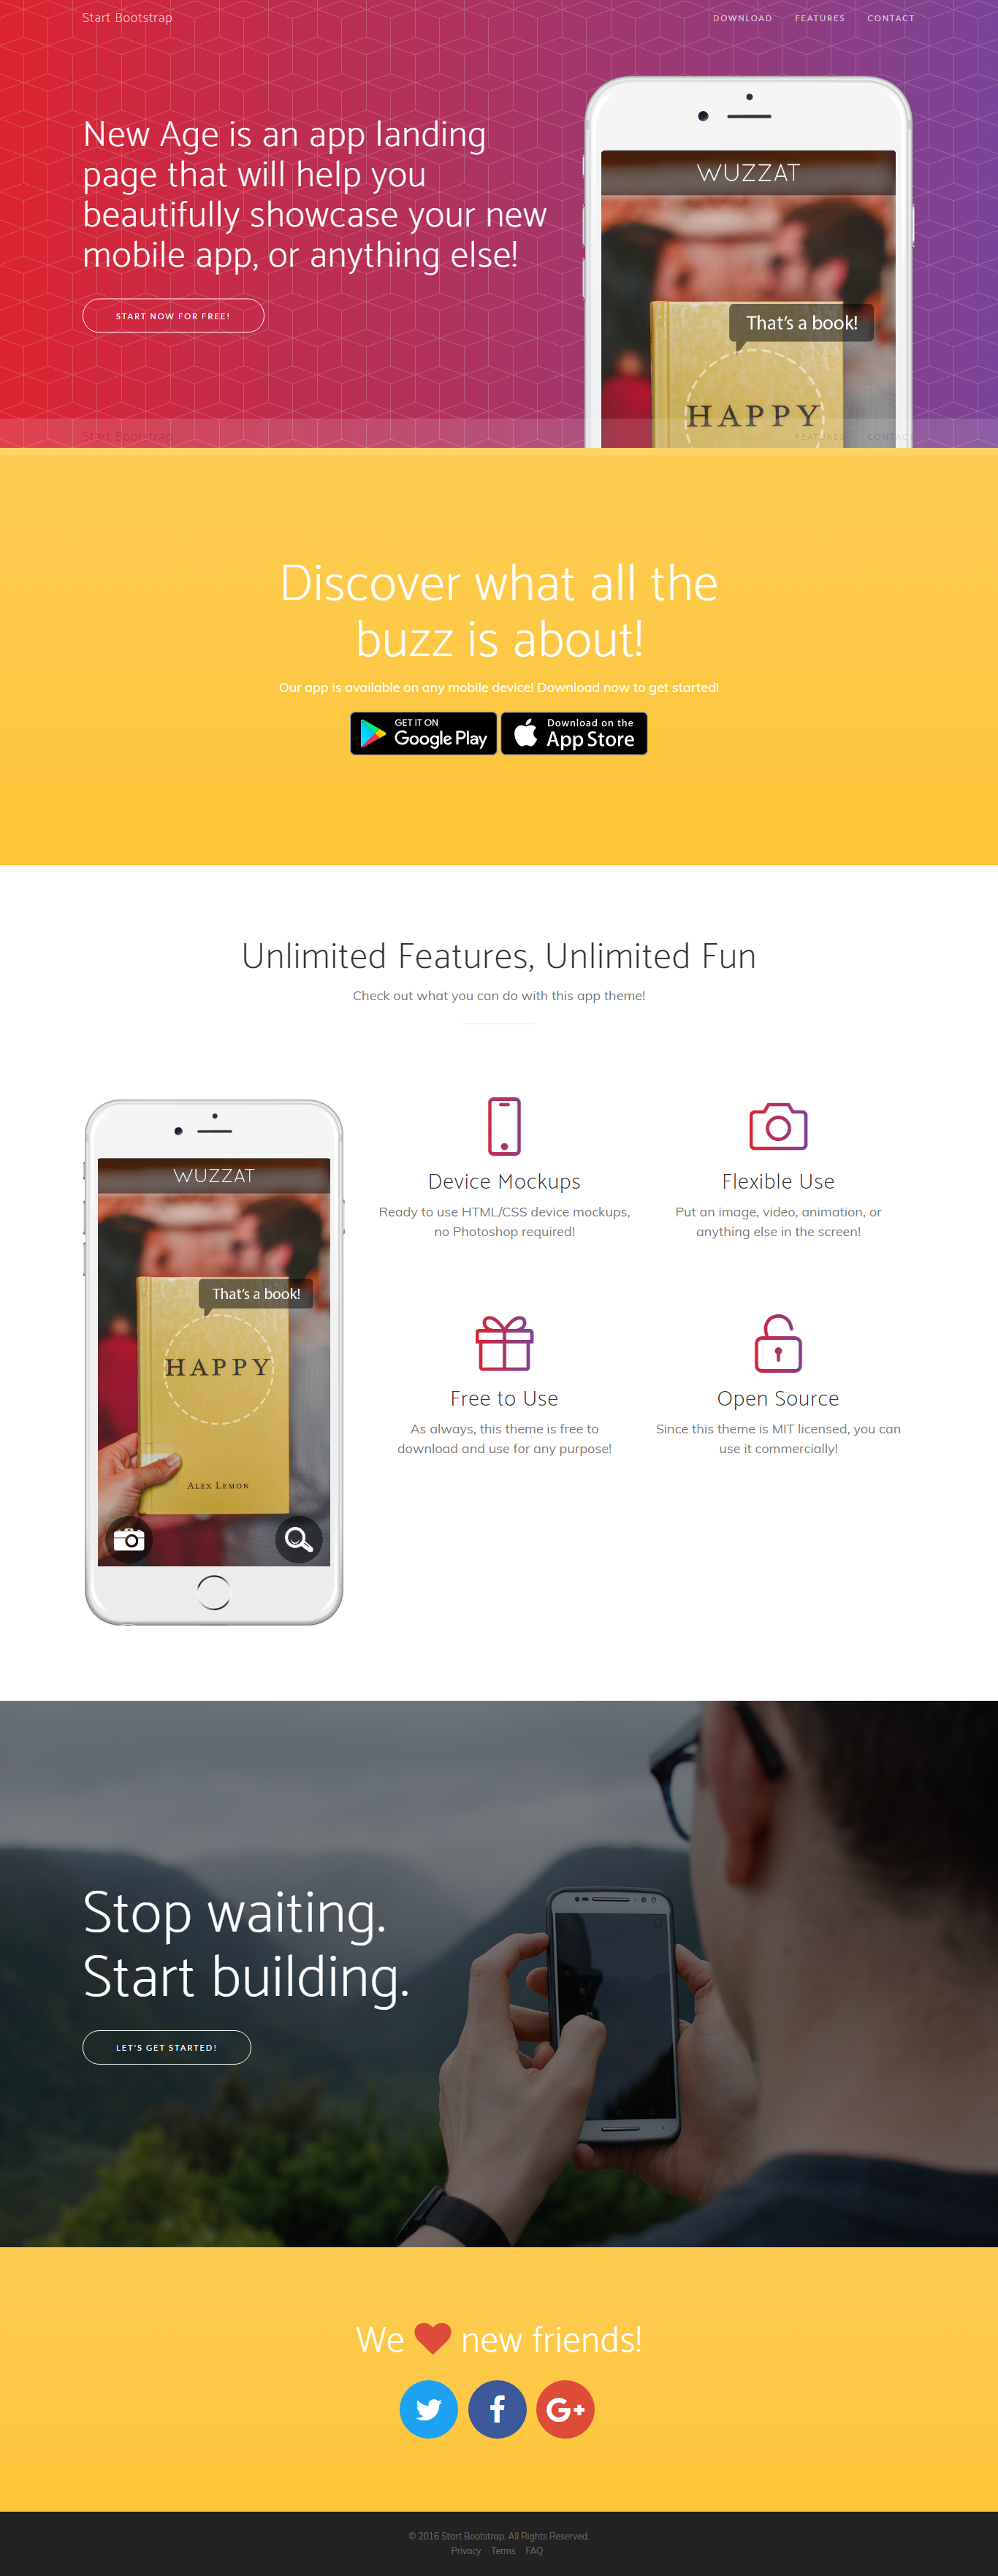 Start Bootstrap
DOWNLOAD FEATURES CONTACT
New Age is an app landing
page that will help you
beautifully showcase your new
mobile app, or anything else!
START NOW FOR FREE!
WUZZAT
That's a book!
HAPPY
Start Bootstrap
FEATURES CONTACT
Discover what all the
buzz is about!
Our app is available on any mobile device! Download now to get started!
GET IT ON
Google Play
Download on the
App Store
Unlimited Features, Unlimited Fun
Check out what you can do with this app theme!
WUZZAT
That's a book!
HAPPY
ALEX LEMON
Device Mockups
Ready to use HTML/CSS device mockups,
no Photoshop required!
Flexible Use
Put an image, video, animation, or
anything else in the screen!
Free to Use
As always, this theme is free to
download and use for any purpose!
Open Source
Since this theme is MIT licensed, you can
use it commercially!
Stop waiting.
Start building.
LET'S GET STARTED!
We new friends!
G+
© 2016 Start Bootstrap. All Rights Reserved.
Privacy Terms FAQ